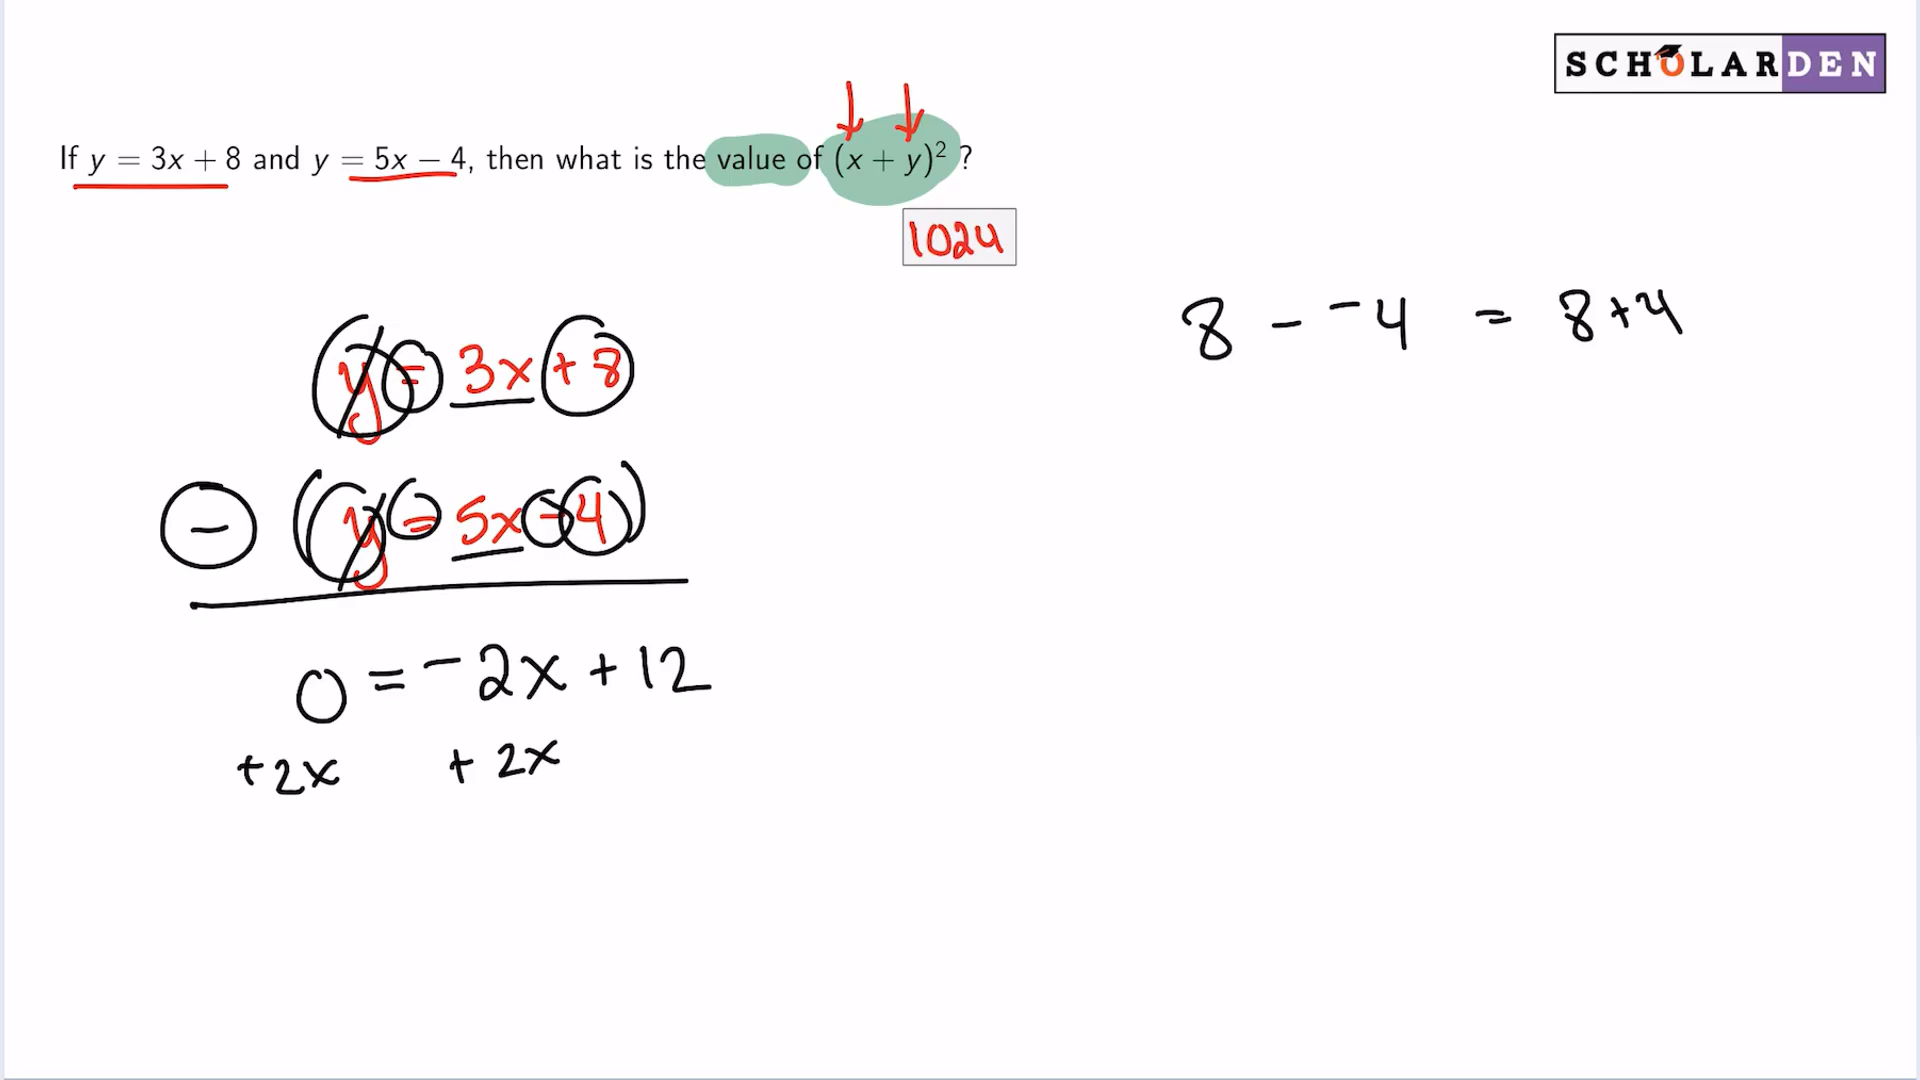 SCHOLARDEN
If y = 3x + 8 and y = 5x − 4, then what is the value of (x + y)² ?
1024
8 - -4 = 8+4
y = 3x + 8
- (y = 5x - 4)
0 = -2x + 12
+2x +2x